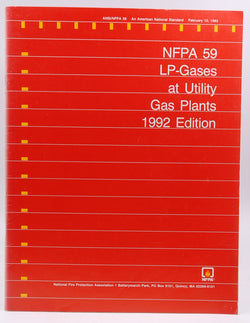 ANSI/NFPA 59 An American National Standard February 10, 1992
NFPA 59
LP-Gases
at Utility
Gas Plants
1992 Edition
NFPA
National Fire Protection Association 1 Batterymarch Park, PO Box 9101, Quincy, MA 02269-9101